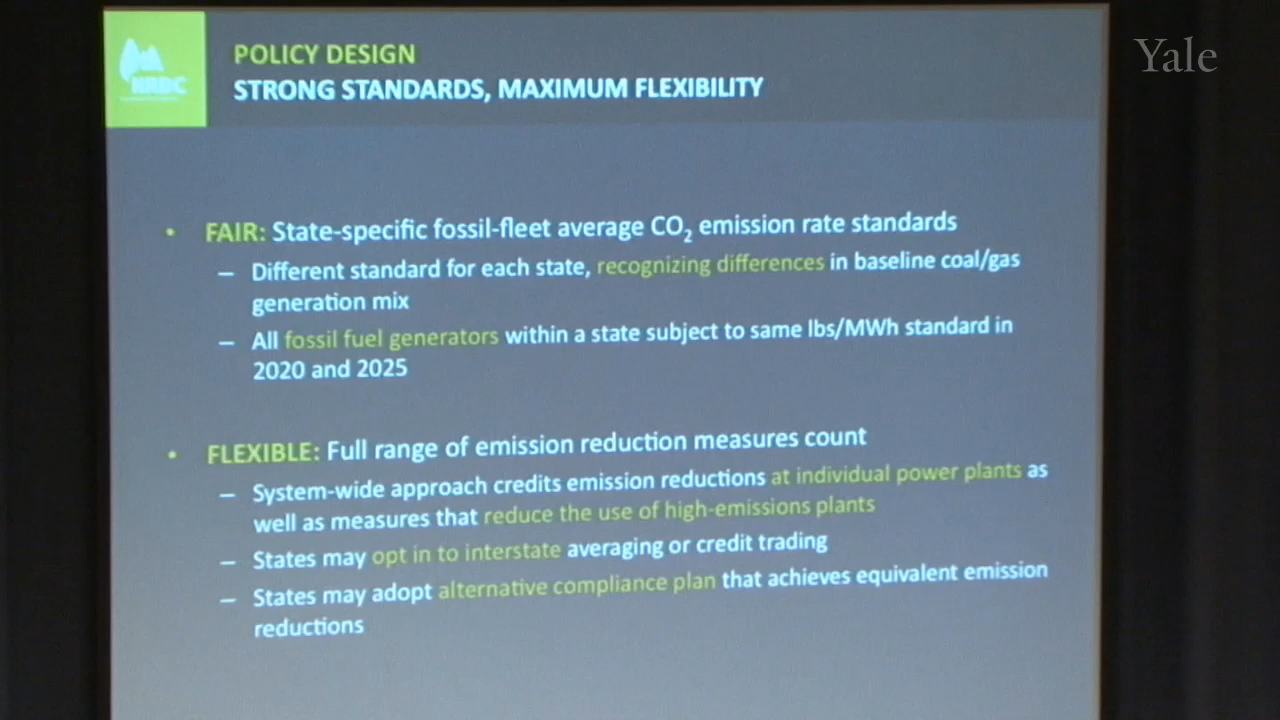 Yale
NRDC
POLICY DESIGN
STRONG STANDARDS, MAXIMUM FLEXIBILITY
• FAIR: State-specific fossil-fleet average CO₂ emission rate standards
– Different standard for each state, recognizing differences in baseline coal/gas
generation mix
– All fossil fuel generators within a state subject to same lbs/MWh standard in
2020 and 2025
• FLEXIBLE: Full range of emission reduction measures count
– System-wide approach credits emission reductions at individual power plants as
well as measures that reduce the use of high-emissions plants
– States may opt in to interstate averaging or credit trading
– States may adopt alternative compliance plan that achieves equivalent emission
reductions